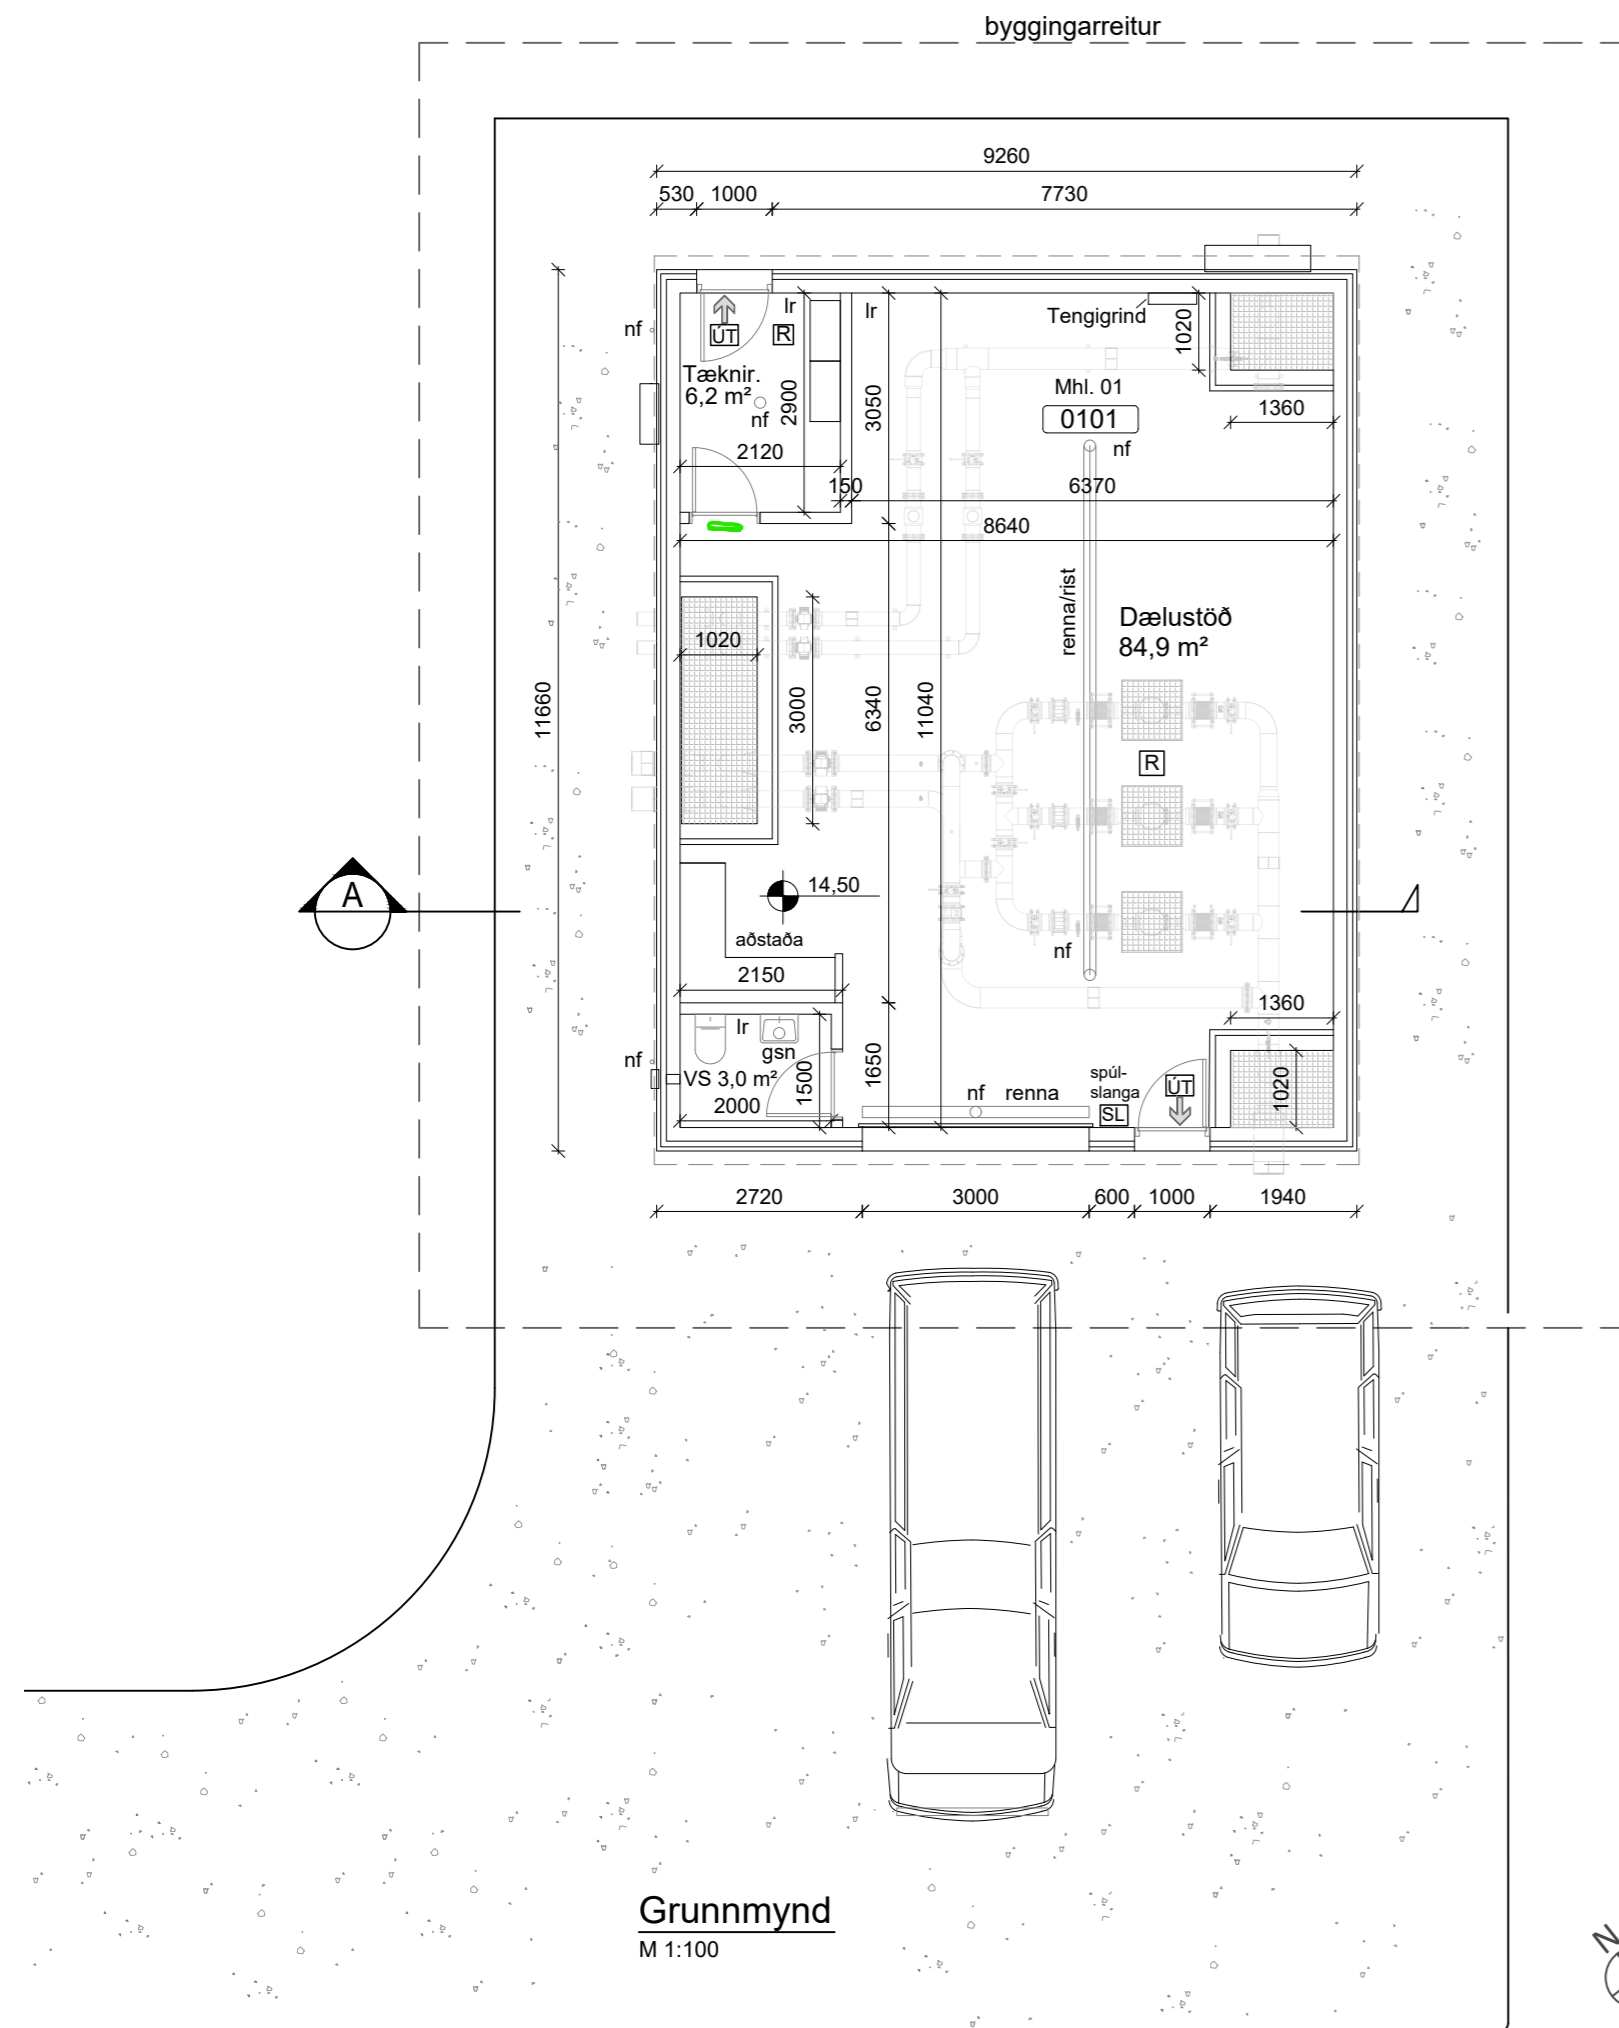 byggingarreitur
9260
530 1000 7730
lr
lr
Tengigrind
nf
ÚT
R
1020
Tæknir.
6,2 m²
nf
2900
3050
Mhl. 01
0101
nf
1360
2120
150
6370
8640
renna/rist
Dælustöð
84,9 m²
1020
3000
6340
11040
11660
R
A
14,50
aðstaða
nf
2150
1360
lr
gsn
nf
VS 3,0 m²
1500
2000
1650
nf renna
spúl-
slanga
SL
ÚT
1020
2720 3000 600 1000 1940
Grunnmynd
M 1:100
N